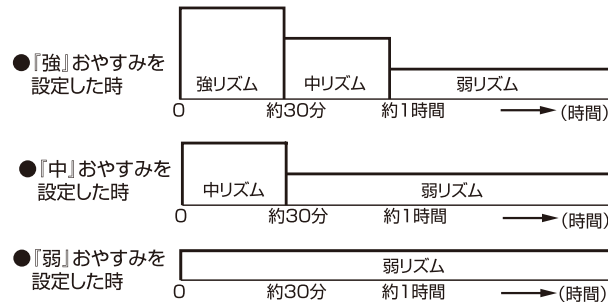 ●『強』おやすみを
設定した時
強リズム 中リズム 弱リズム
0 約30分 約1時間 (時間)
●『中』おやすみを
設定した時
中リズム 弱リズム
0 約30分 約1時間 (時間)
●『弱』おやすみを
設定した時
弱リズム
0 約30分 約1時間 (時間)